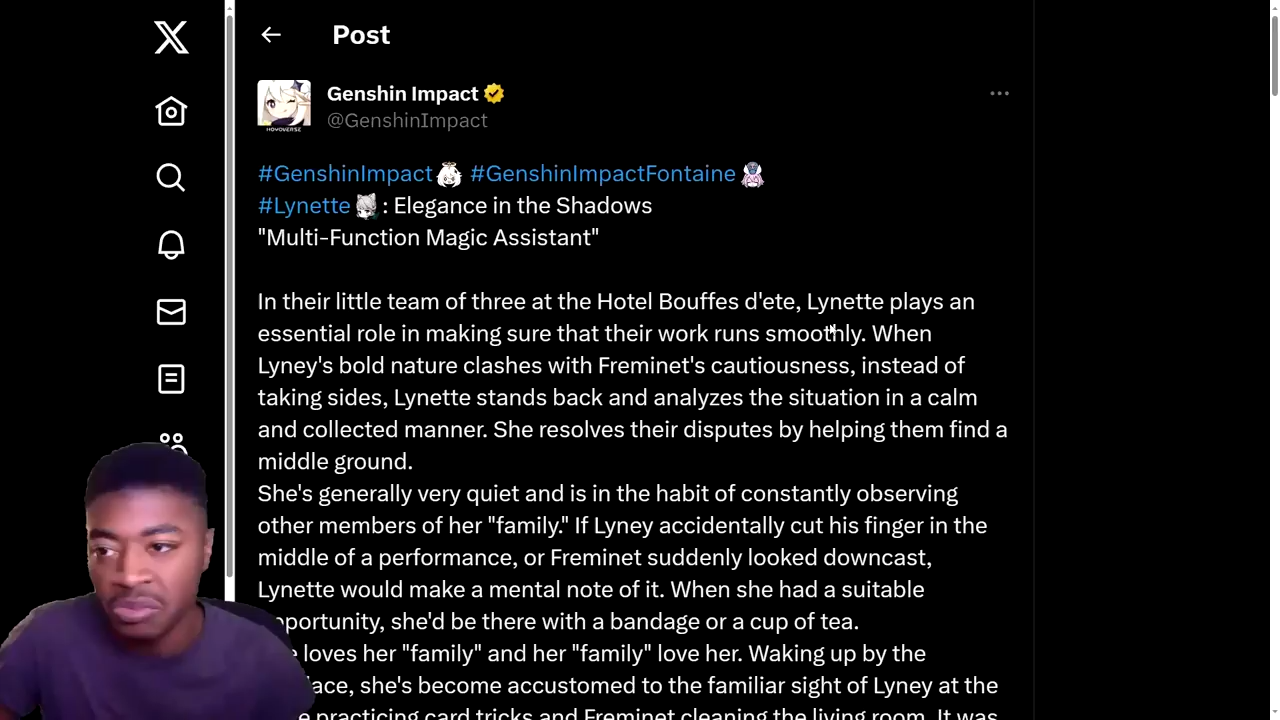 Post
Genshin Impact
@GenshinImpact
HOYOVERSE
#GenshinImpact #GenshinImpactFontaine
#Lynette : Elegance in the Shadows
"Multi-Function Magic Assistant"
In their little team of three at the Hotel Bouffes d'ete, Lynette plays an
essential role in making sure that their work runs smoothly. When
Lyney's bold nature clashes with Freminet's cautiousness, instead of
taking sides, Lynette stands back and analyzes the situation in a calm
and collected manner. She resolves their disputes by helping them find a
middle ground.
She's generally very quiet and is in the habit of constantly observing
other members of her "family." If Lyney accidentally cut his finger in the
middle of a performance, or Freminet suddenly looked downcast,
Lynette would make a mental note of it. When she had a suitable
portunity, she'd be there with a bandage or a cup of tea.
loves her "family" and her "family" love her. Waking up by the
lace, she's become accustomed to the familiar sight of Lyney at the
practicing card tricks and Freminet cleaning the living room. It was